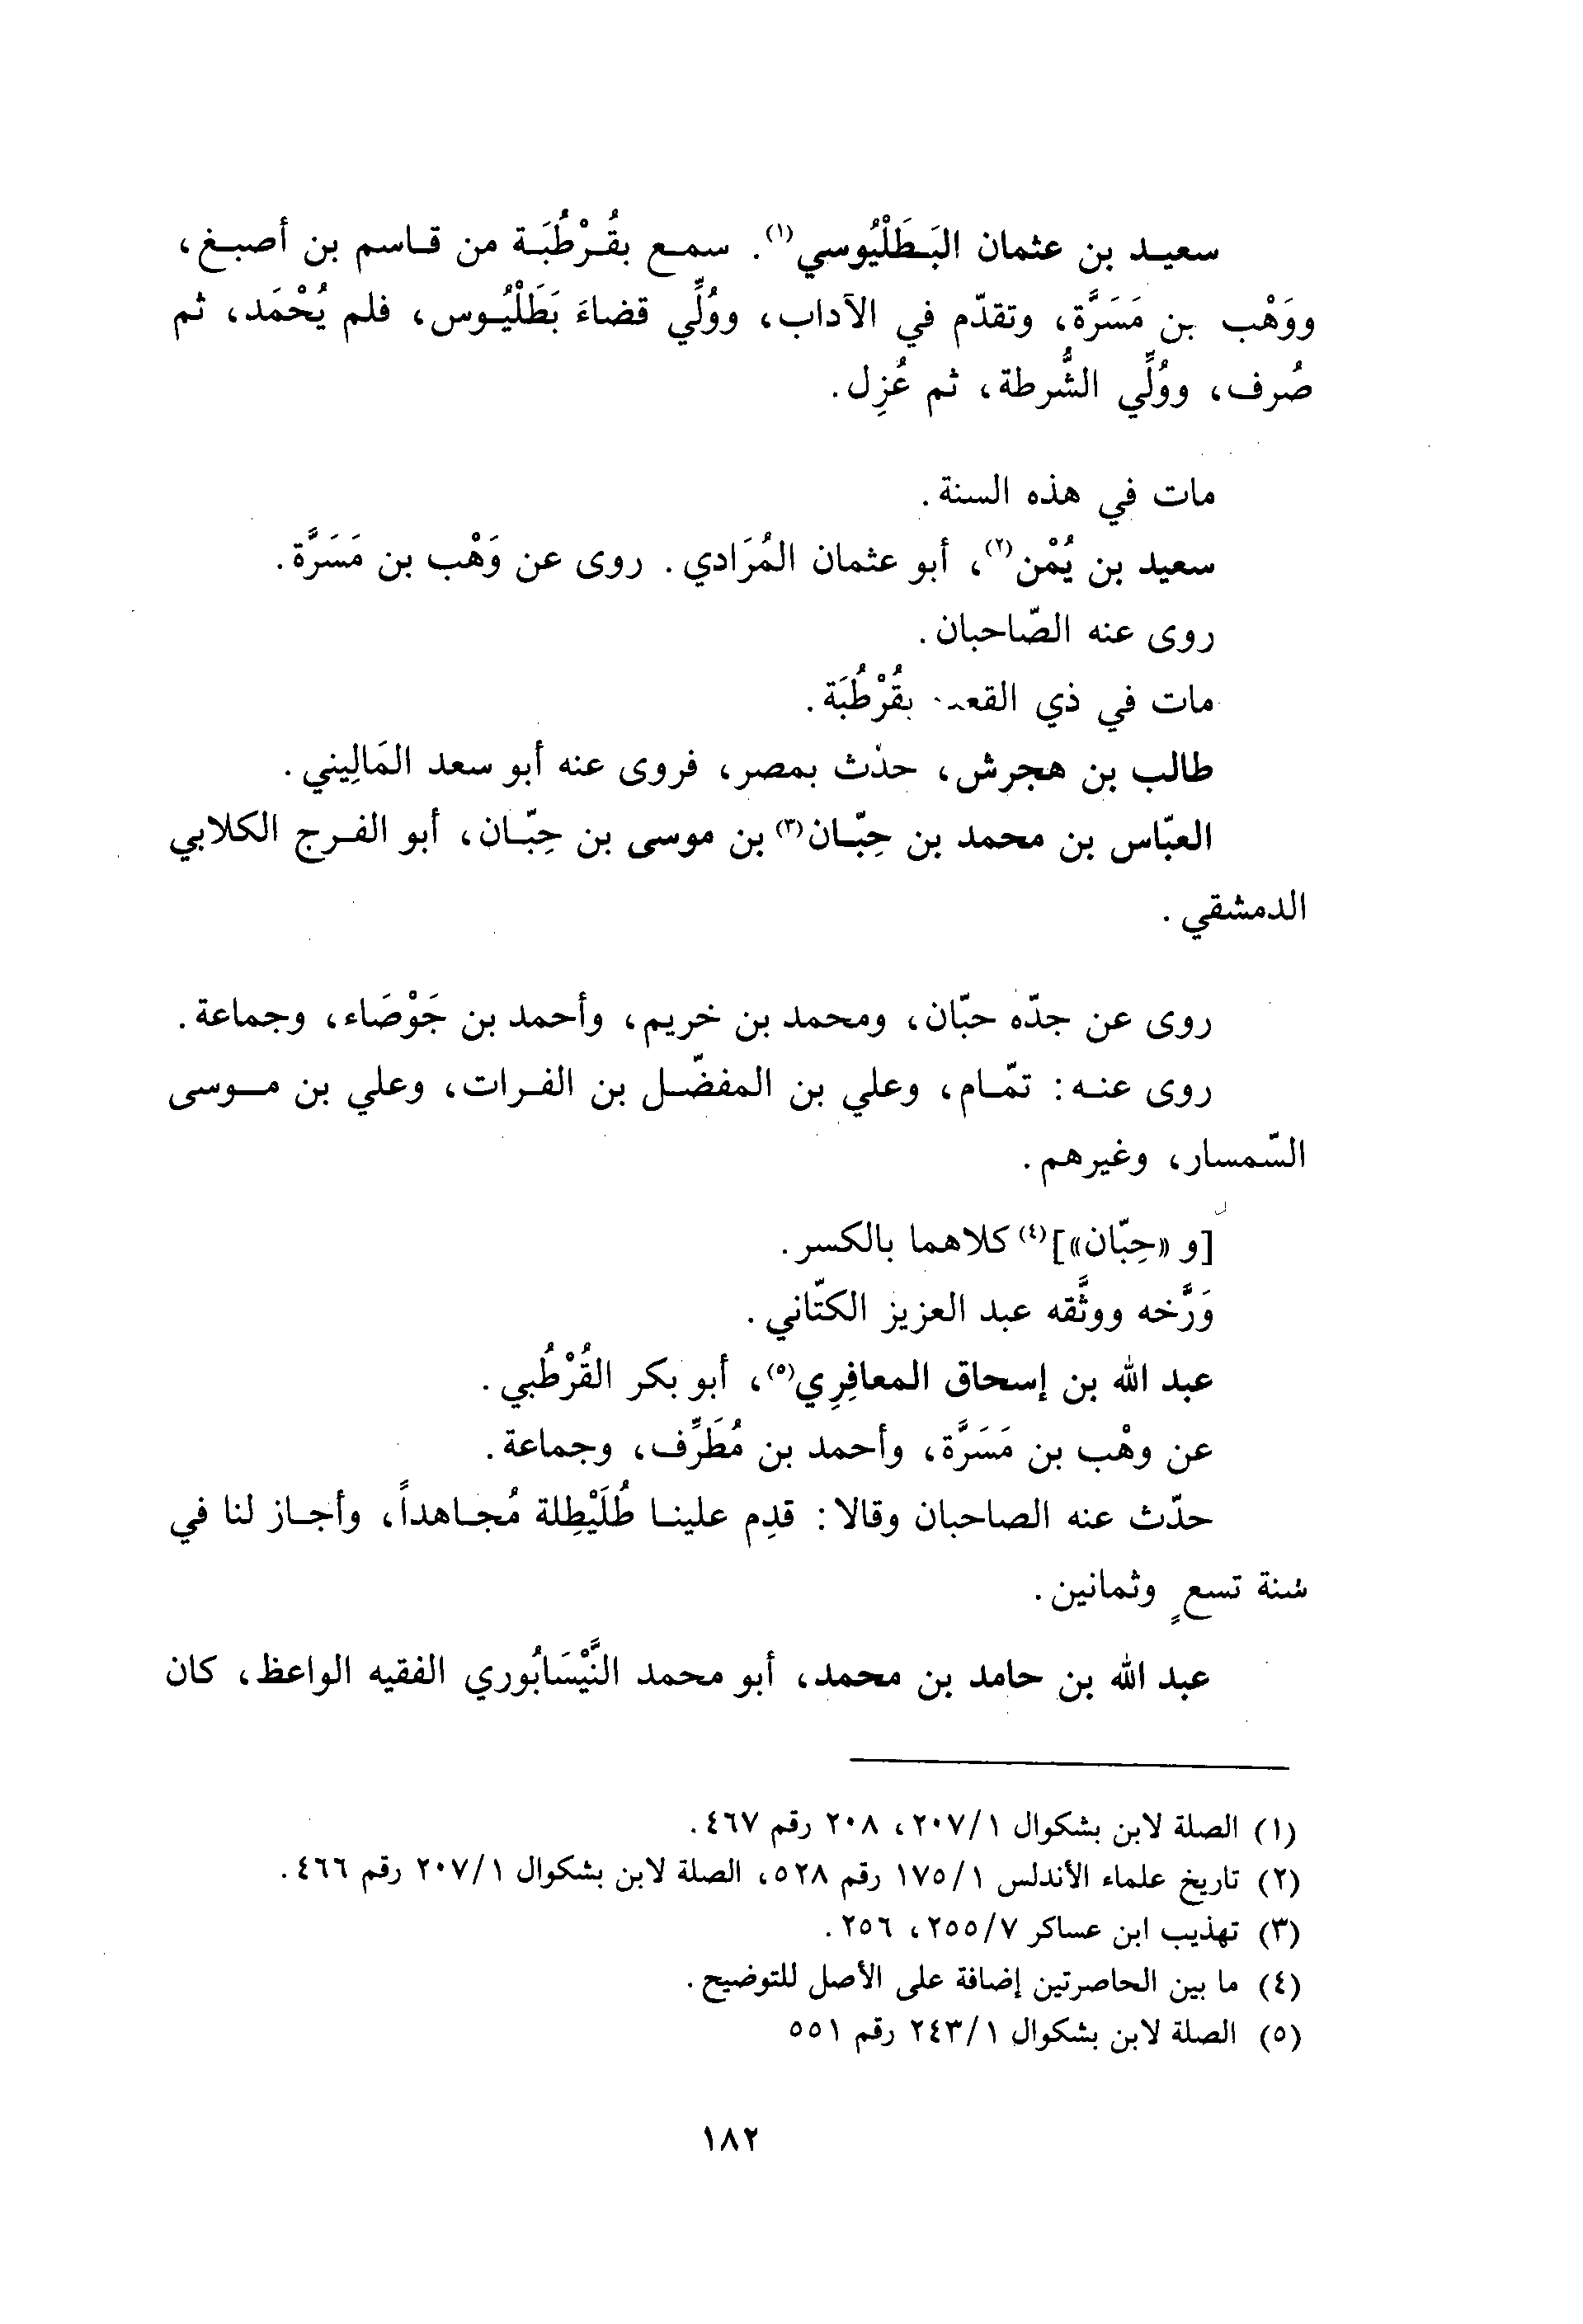 سعيد بن عثمان البَطَلْيُوسي(١). سمع بقُرْطُبَة من قاسم بن أصبغ،
ووَهْب بن مَسَرَّة، وتقدّم في الآداب، ووُلِّي قضاءَ بَطَلْيُوس، فلم يُحْمَد، ثم
صُرف، ووُلِّي الشُّرطة، ثم عُزِل.
مات في هذه السنة.
سعيد بن يُمْن(٢)، أبو عثمان المُرَادي. روى عن وَهْب بن مَسَرَّة.
روى عنه الصّاحبان.
مات في ذي القعدة بقُرْطُبَة.
طالب بن هجرش، حدّث بمصر، فروى عنه أبو سعد المَالِيني.
العبّاس بن محمد بن حِبّان(٣) بن موسى بن حِبّان، أبو الفرج الكلابي
الدمشقي.
روى عن جدّه حبّان، ومحمد بن خريم، وأحمد بن جَوْصَاء، وجماعة.
روى عنه: تمّام، وعلي بن المفضّل بن الفرات، وعلي بن موسى
السّمسار، وغيرهم.
[و «حِبّان»](٤) كلاهما بالكسر.
وَرَّخه ووثَّقه عبد العزيز الكتّاني.
عبد الله بن إسحاق المعافِرِي(٥)، أبو بكر القُرْطُبي.
عن وهْب بن مَسَرَّة، وأحمد بن مُطَرِّف، وجماعة.
حدّث عنه الصاحبان وقالا: قدِم علينا طُلَيْطِلة مُجاهداً، وأجاز لنا في
سنة تسعٍ وثمانين.
عبد الله بن حامد بن محمد، أبو محمد النَّيْسَابُوري الفقيه الواعظ، كان
(١) الصلة لابن بشكوال ٢٠٧/١، ٢٠٨ رقم ٤٦٧.
(٢) تاريخ علماء الأندلس ١٧٥/١ رقم ٥٢٨، الصلة لابن بشكوال ٢٠٧/١ رقم ٤٦٦.
(٣) تهذيب ابن عساكر ٢٥٥/٧، ٢٥٦.
(٤) ما بين الحاصرتين إضافة على الأصل للتوضيح.
(٥) الصلة لابن بشكوال ٢٤٣/١ رقم ٥٥١
١٨٢